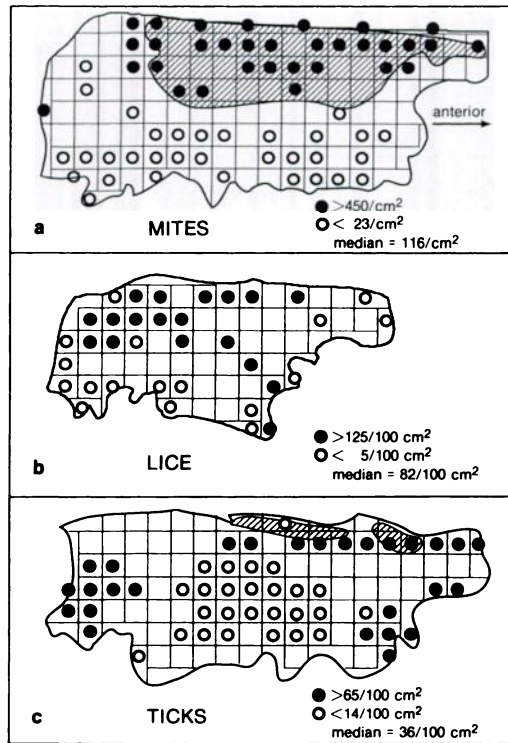 anterior
● >450/cm²
○ < 23/cm²
a MITES median = 116/cm²
● >125/100 cm²
○ < 5/100 cm²
b LICE median = 82/100 cm²
● >65/100 cm²
○ <14/100 cm²
c TICKS median = 36/100 cm²